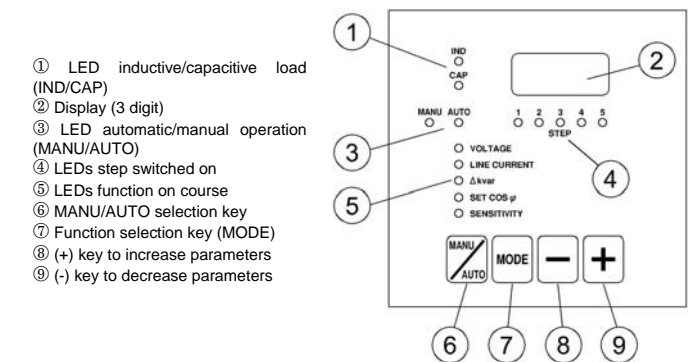 ① LED inductive/capacitive load
(IND/CAP)
② Display (3 digit)
③ LED automatic/manual operation
(MANU/AUTO)
④ LEDs step switched on
⑤ LEDs function on course
⑥ MANU/AUTO selection key
⑦ Function selection key (MODE)
⑧ (+) key to increase parameters
⑨ (-) key to decrease parameters
1
IND
CAP
2
MANU AUTO
1 2 3 4 5
STEP
3
4
VOLTAGE
LINE CURRENT
Δkvar
SET COS φ
SENSITIVITY
5
MANU
AUTO
MODE
−
+
6 7 8 9